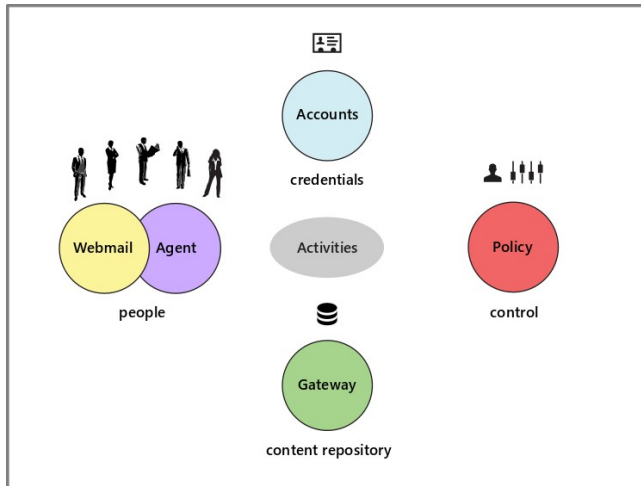 Accounts
credentials
Webmail
Agent
people
Activities
Policy
control
Gateway
content repository